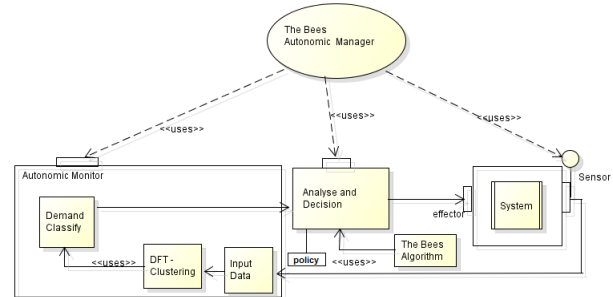 The Bees
Autonomic Manager
<<uses>>
<<uses>>
<<uses>>
Autonomic Monitor
Demand
Classify
DFT -
Clustering
Input
Data
<<uses>>
Analyse and
Decision
policy
<<uses>>
The Bees
Algorithm
effector
System
Sensor